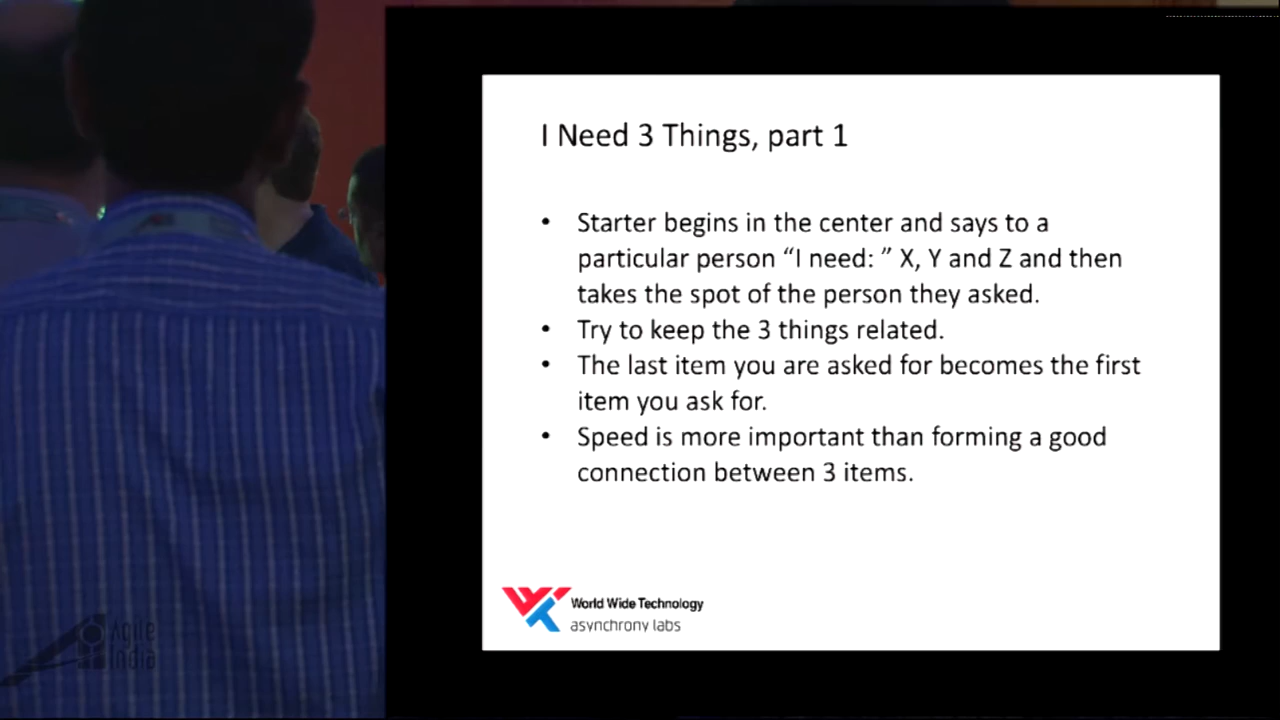 I Need 3 Things, part 1
• Starter begins in the center and says to a
particular person “I need: ” X, Y and Z and then
takes the spot of the person they asked.
• Try to keep the 3 things related.
• The last item you are asked for becomes the first
item you ask for.
• Speed is more important than forming a good
connection between 3 items.
World Wide Technology
asynchrony labs
Agile
India